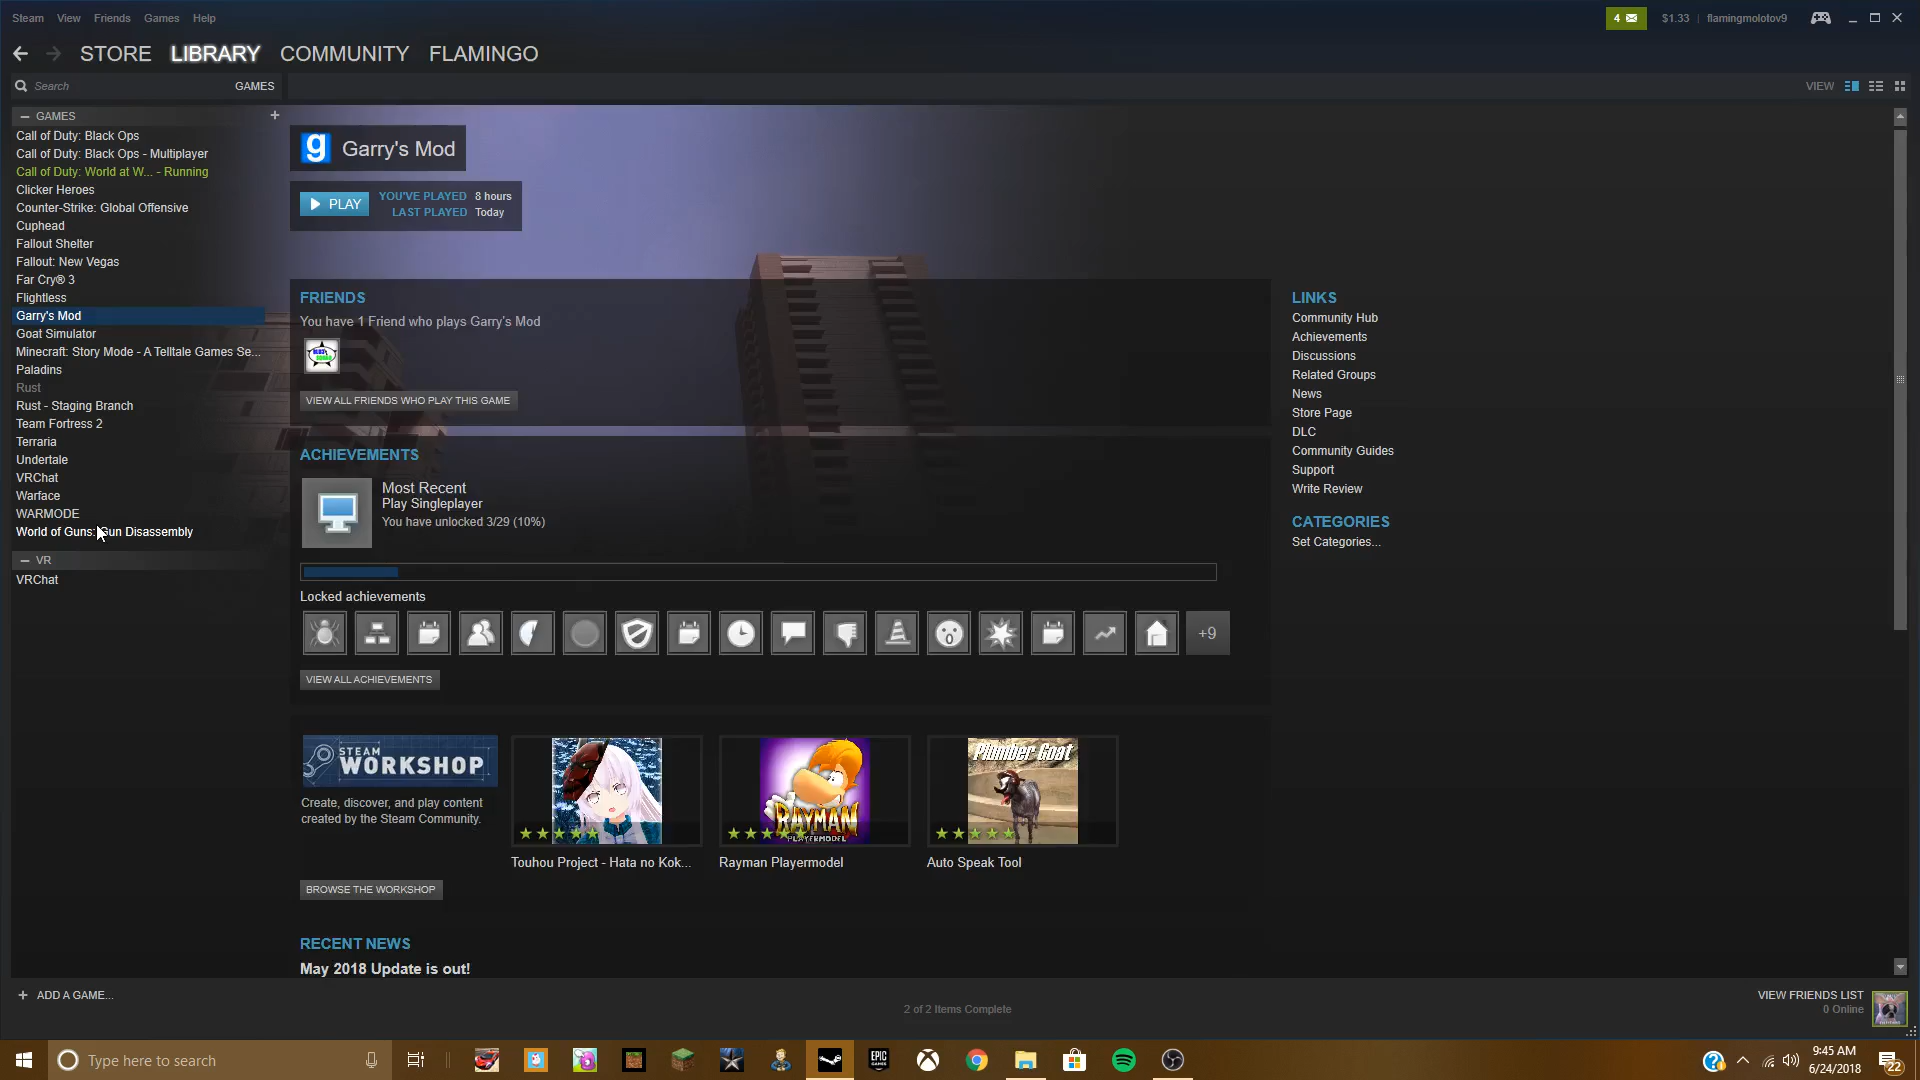 Steam View Friends Games Help
4 $1.33 flamingmolotov9
STORE LIBRARY COMMUNITY FLAMINGO
Search GAMES VIEW
GAMES +
Call of Duty: Black Ops
Call of Duty: Black Ops - Multiplayer
Call of Duty: World at W... - Running
Clicker Heroes
Counter-Strike: Global Offensive
Cuphead
Fallout Shelter
Fallout: New Vegas
Far Cry® 3
Flightless
Garry's Mod
Goat Simulator
Minecraft: Story Mode - A Telltale Games Se...
Paladins
Rust
Rust - Staging Branch
Team Fortress 2
Terraria
Undertale
VRChat
Warface
WARMODE
World of Guns: Gun Disassembly
VR
VRChat
g Garry's Mod
PLAY
YOU'VE PLAYED 8 hours
LAST PLAYED Today
FRIENDS
You have 1 Friend who plays Garry's Mod
VIEW ALL FRIENDS WHO PLAY THIS GAME
ACHIEVEMENTS
Most Recent
Play Singleplayer
You have unlocked 3/29 (10%)
Locked achievements
+9
VIEW ALL ACHIEVEMENTS
STEAM
WORKSHOP
Create, discover, and play content
created by the Steam Community.
BROWSE THE WORKSHOP
Touhou Project - Hata no Kok...
RAYMAN
PLAYERMODEL
Rayman Playermodel
Plumber Goat
Auto Speak Tool
RECENT NEWS
May 2018 Update is out!
LINKS
Community Hub
Achievements
Discussions
Related Groups
News
Store Page
DLC
Community Guides
Support
Write Review
CATEGORIES
Set Categories...
+ ADD A GAME...
2 of 2 Items Complete
VIEW FRIENDS LIST
0 Online
Type here to search
EPIC
GAMES
9:45 AM
6/24/2018
22